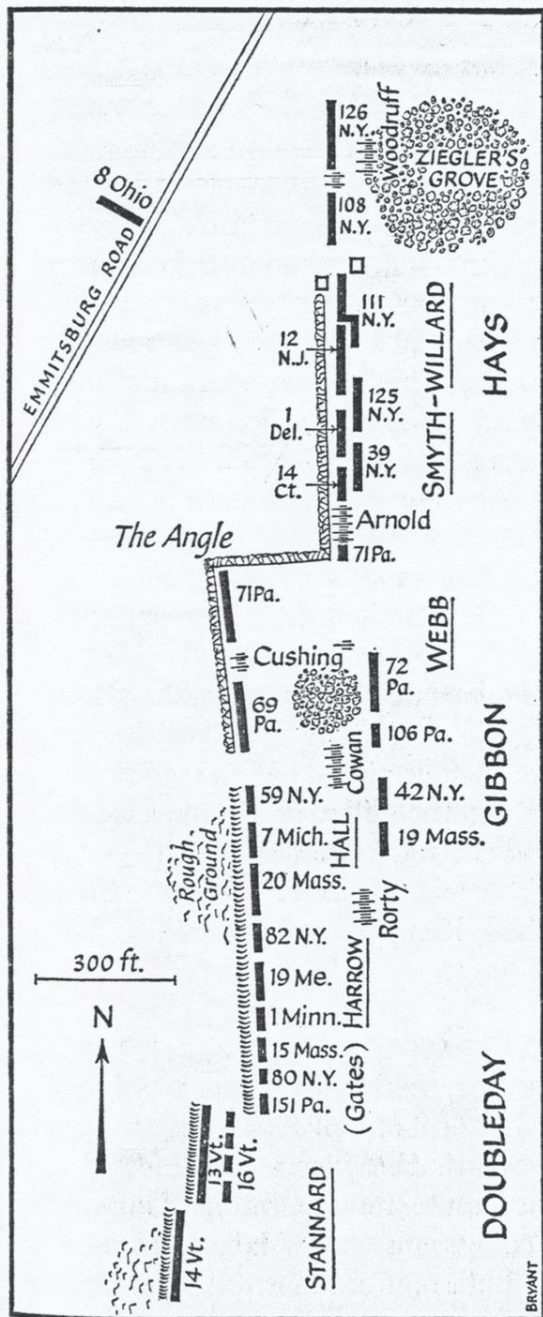 126
N.Y.
Woodruff
ZIEGLER'S
GROVE
8 Ohio
108
N.Y.
EMMITSBURG ROAD
111
N.Y.
12
N.J.
HAYS
SMYTH-WILLARD
125
N.Y.
1
Del.
39
N.Y.
14
Ct.
Arnold
The Angle
71 Pa.
71 Pa.
WEBB
Cushing
72
Pa.
69
Pa.
106 Pa.
GIBBON
Cowan
59 N.Y.
42 N.Y.
7 Mich.
HALL
19 Mass.
Rough
Ground
20 Mass.
Rorty
82 N.Y.
300 ft.
19 Me.
HARROW
N
1 Minn.
15 Mass.
80 N.Y.
(Gates)
151 Pa.
DOUBLEDAY
13 Vt.
16 Vt.
STANNARD
14 Vt.
BRYANT